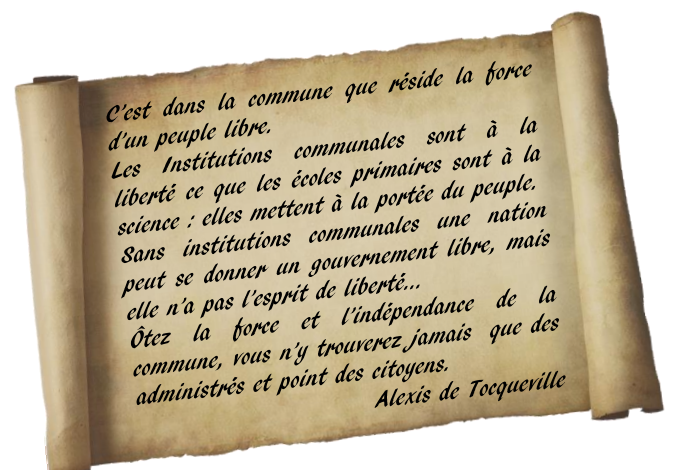 C'est dans la commune que réside la force
d'un peuple libre.
Les Institutions communales sont à la
liberté ce que les écoles primaires sont à la
science : elles mettent à la portée du peuple.
Sans institutions communales une nation
peut se donner un gouvernement libre, mais
elle n'a pas l'esprit de liberté...
Ôtez la force et l'indépendance de la
commune, vous n'y trouverez jamais que des
administrés et point des citoyens.
Alexis de Tocqueville